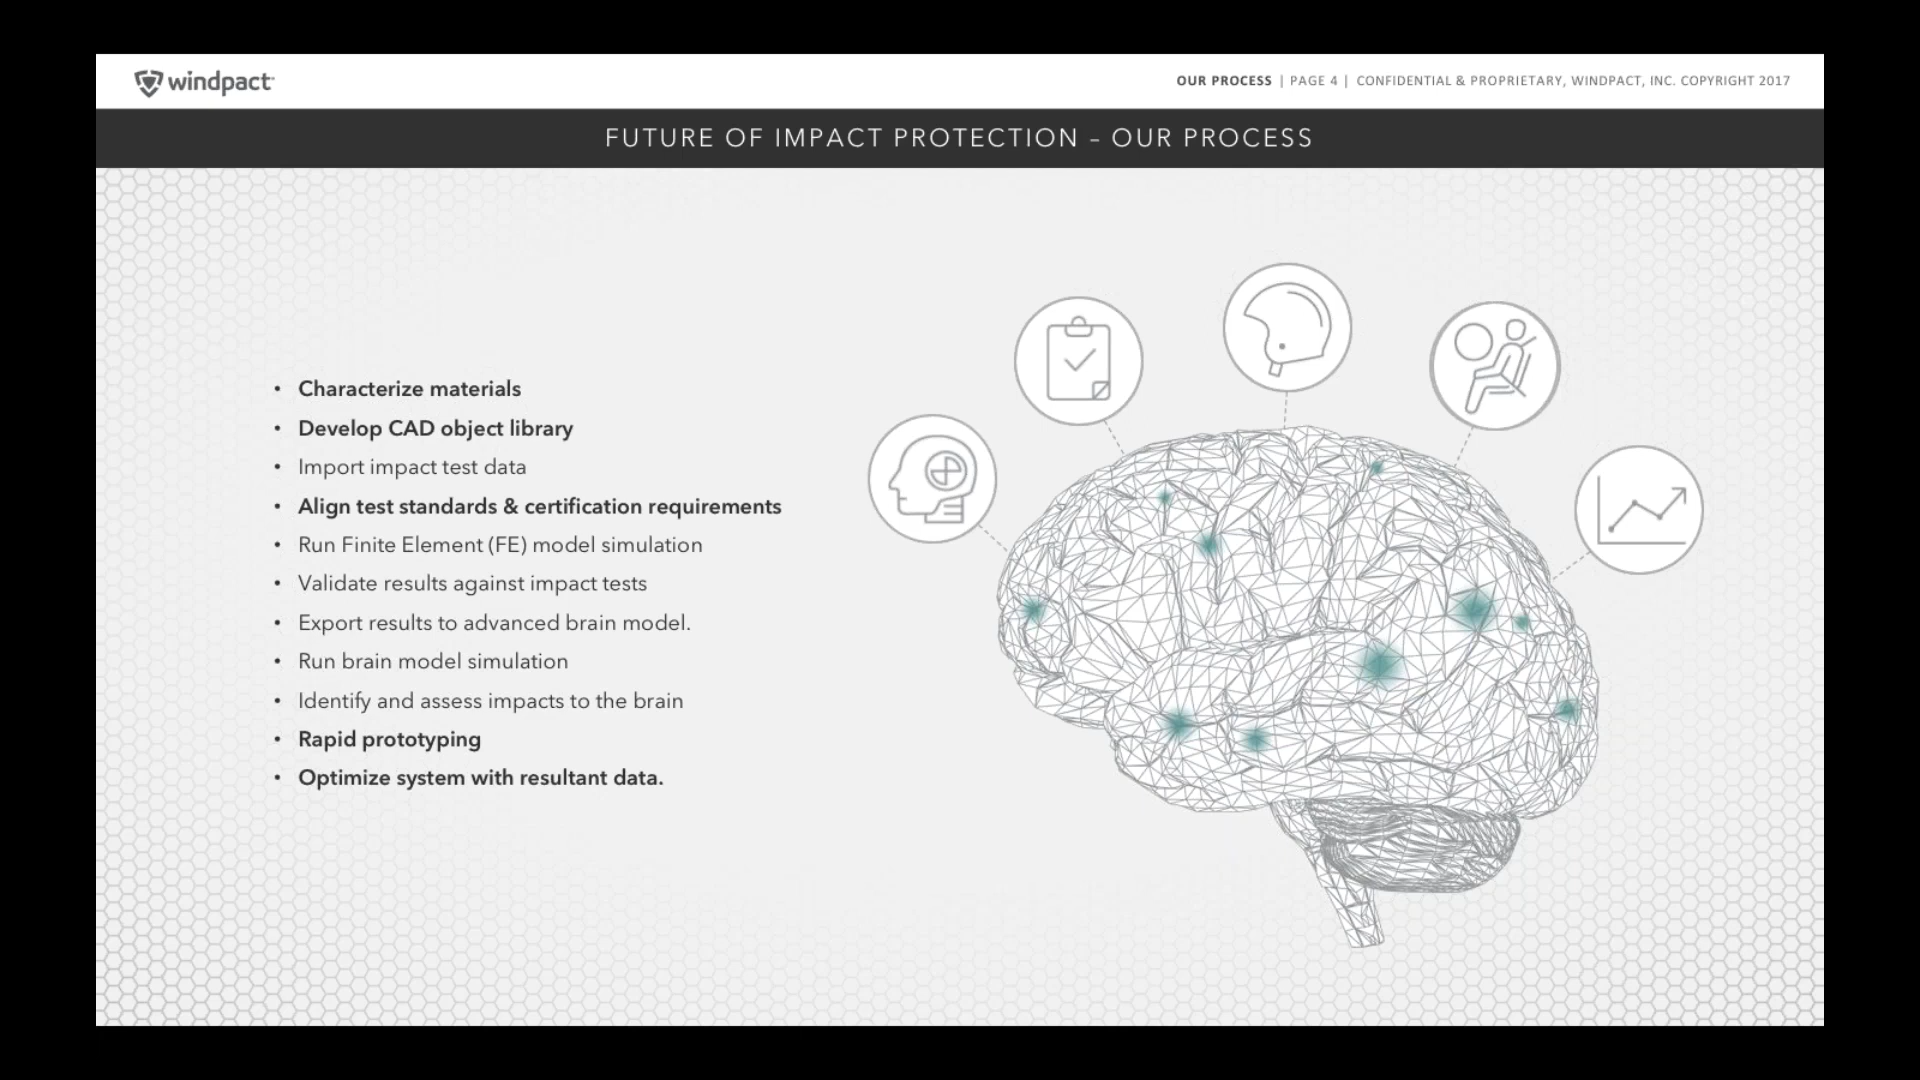 windpact
OUR PROCESS | PAGE 4 | CONFIDENTIAL & PROPRIETARY, WINDPACT, INC. COPYRIGHT 2017
FUTURE OF IMPACT PROTECTION – OUR PROCESS
• Characterize materials
• Develop CAD object library
• Import impact test data
• Align test standards & certification requirements
• Run Finite Element (FE) model simulation
• Validate results against impact tests
• Export results to advanced brain model.
• Run brain model simulation
• Identify and assess impacts to the brain
• Rapid prototyping
• Optimize system with resultant data.